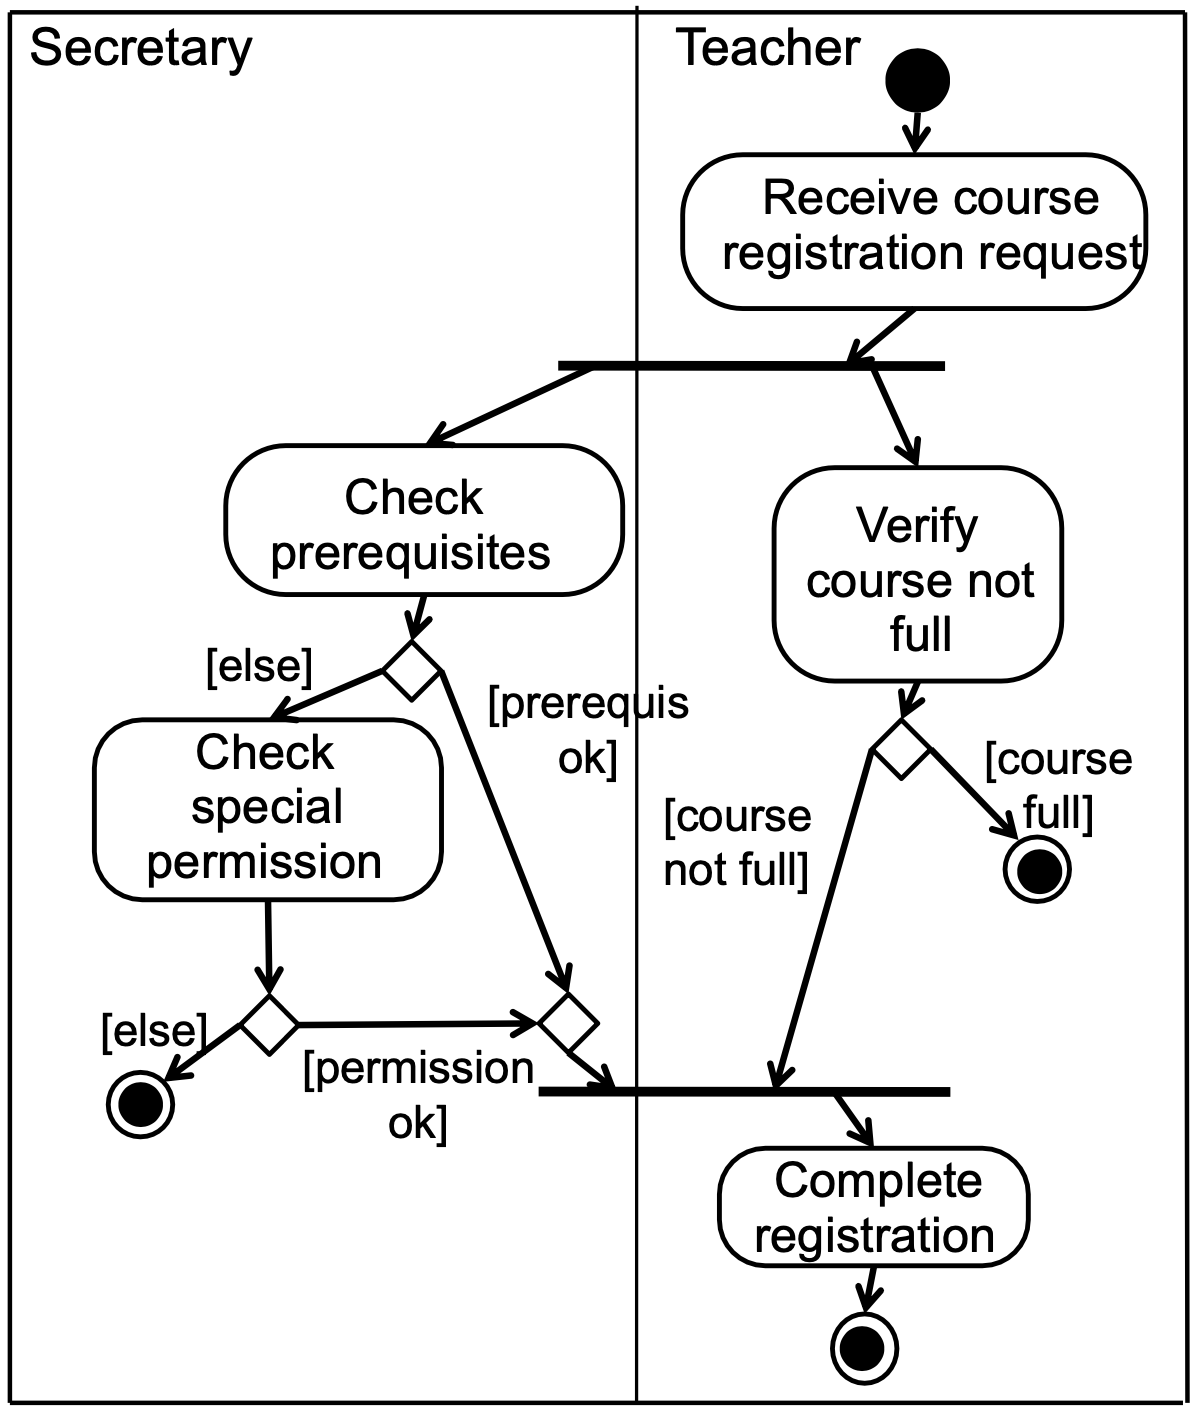 Secretary
Teacher
Receive course
registration request
Check
prerequisites
Verify
course not
full
[else]
[prerequis
ok]
Check
special
permission
[course
full]
[course
not full]
[else]
[permission
ok]
Complete
registration